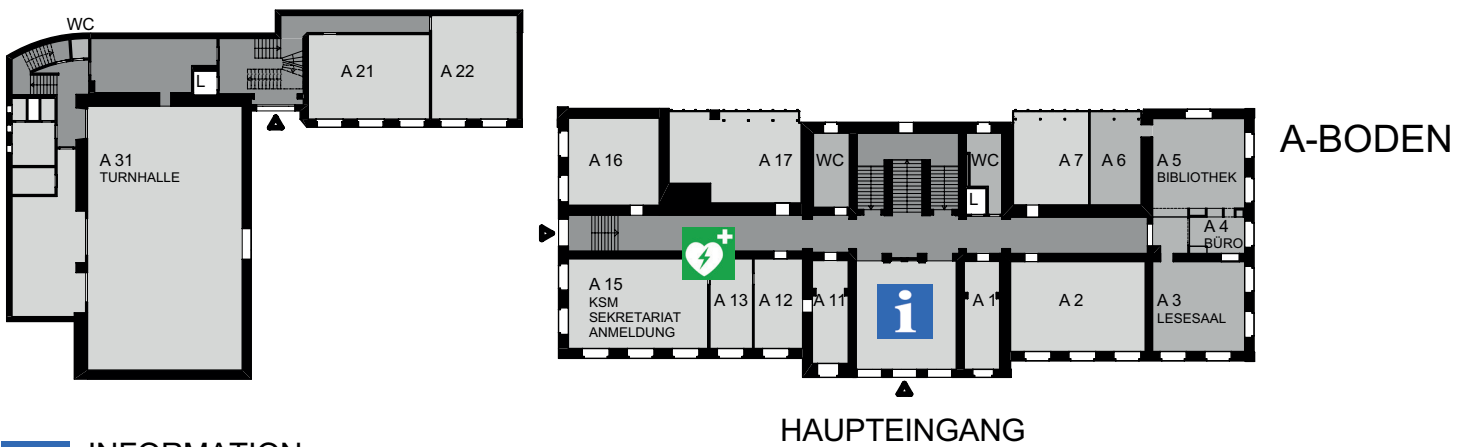 WC
A 21
A 22
L
A 31
TURNHALLE
A-BODEN
A 16
A 17
WC
WC
L
A 7
A 6
A 5
BIBLIOTHEK
A 4
BÜRO
A 15
KSM
SEKRETARIAT
ANMELDUNG
A 13
A 12
A 11
i
A 1
A 2
A 3
LESESAAL
HAUPTEINGANG
INFORMATION